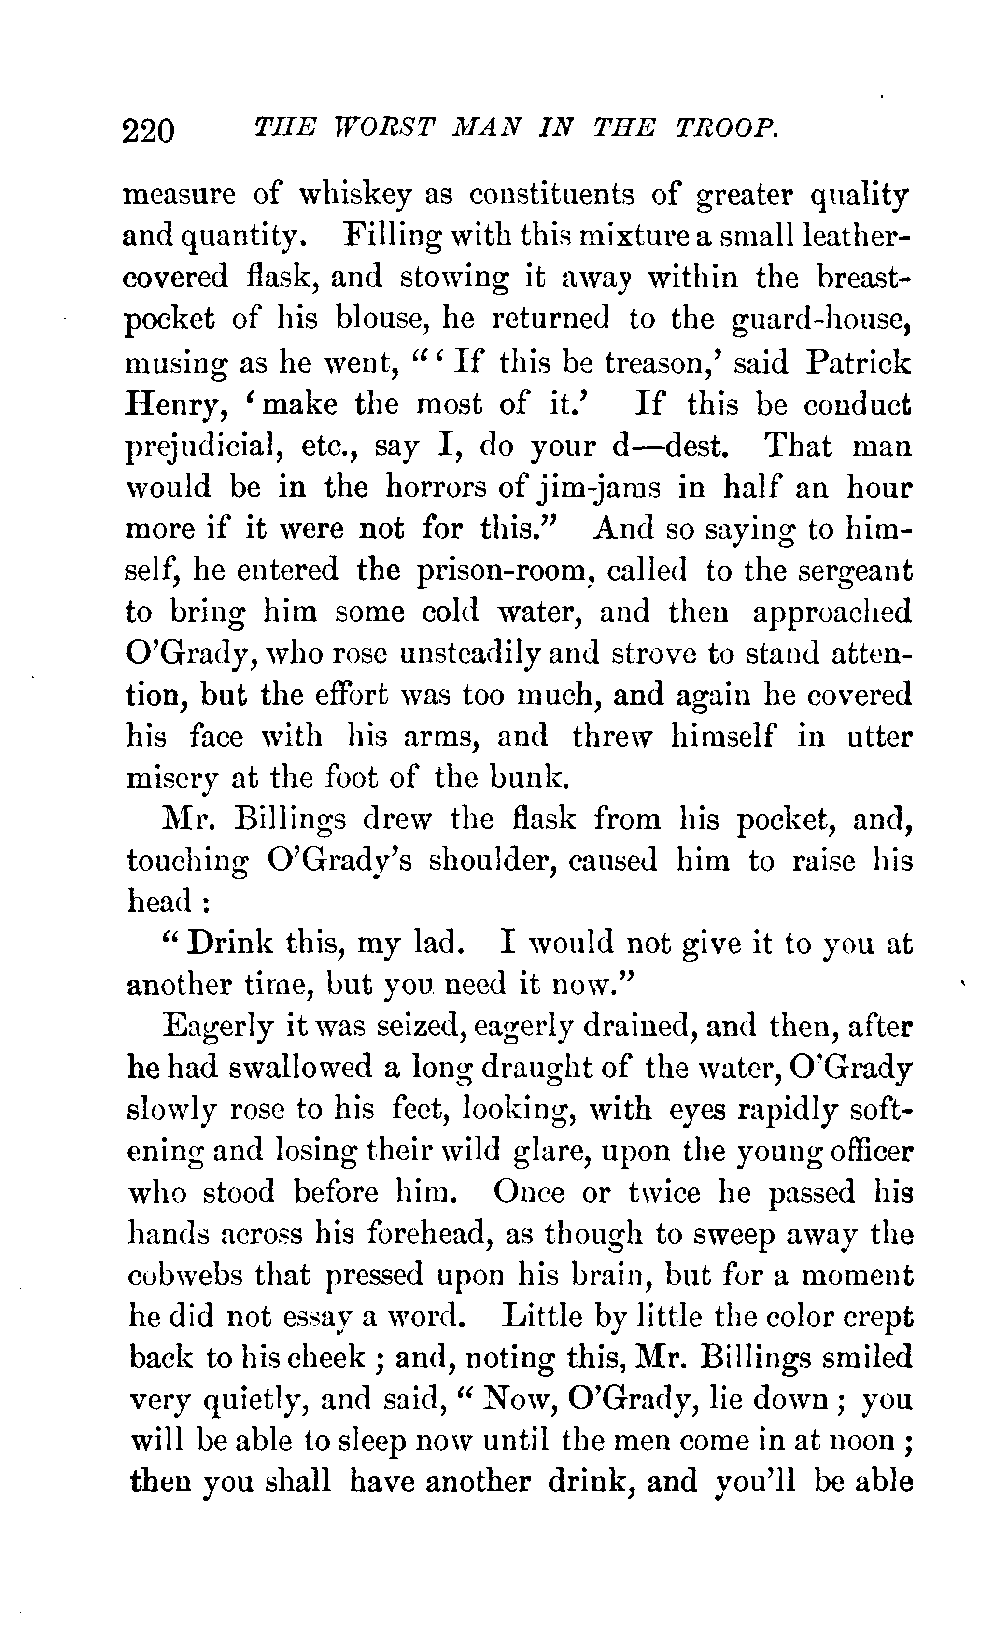 220 THE WORST MAN IN THE TROOP.
measure of whiskey as constituents of greater quality
and quantity. Filling with this mixture a small leather-
covered flask, and stowing it away within the breast-
pocket of his blouse, he returned to the guard-house,
musing as he went, “‘If this be treason,’ said Patrick
Henry, ‘make the most of it.’ If this be conduct
prejudicial, etc., say I, do your d—dest. That man
would be in the horrors of jim-jams in half an hour
more if it were not for this.” And so saying to him-
self, he entered the prison-room, called to the sergeant
to bring him some cold water, and then approached
O’Grady, who rose unsteadily and strove to stand atten-
tion, but the effort was too much, and again he covered
his face with his arms, and threw himself in utter
misery at the foot of the bunk.
Mr. Billings drew the flask from his pocket, and,
touching O’Grady’s shoulder, caused him to raise his
head :
“Drink this, my lad. I would not give it to you at
another time, but you need it now.”
Eagerly it was seized, eagerly drained, and then, after
he had swallowed a long draught of the water, O’Grady
slowly rose to his feet, looking, with eyes rapidly soft-
ening and losing their wild glare, upon the young officer
who stood before him. Once or twice he passed his
hands across his forehead, as though to sweep away the
cobwebs that pressed upon his brain, but for a moment
he did not essay a word. Little by little the color crept
back to his cheek ; and, noting this, Mr. Billings smiled
very quietly, and said, “Now, O’Grady, lie down ; you
will be able to sleep now until the men come in at noon ;
then you shall have another drink, and you’ll be able